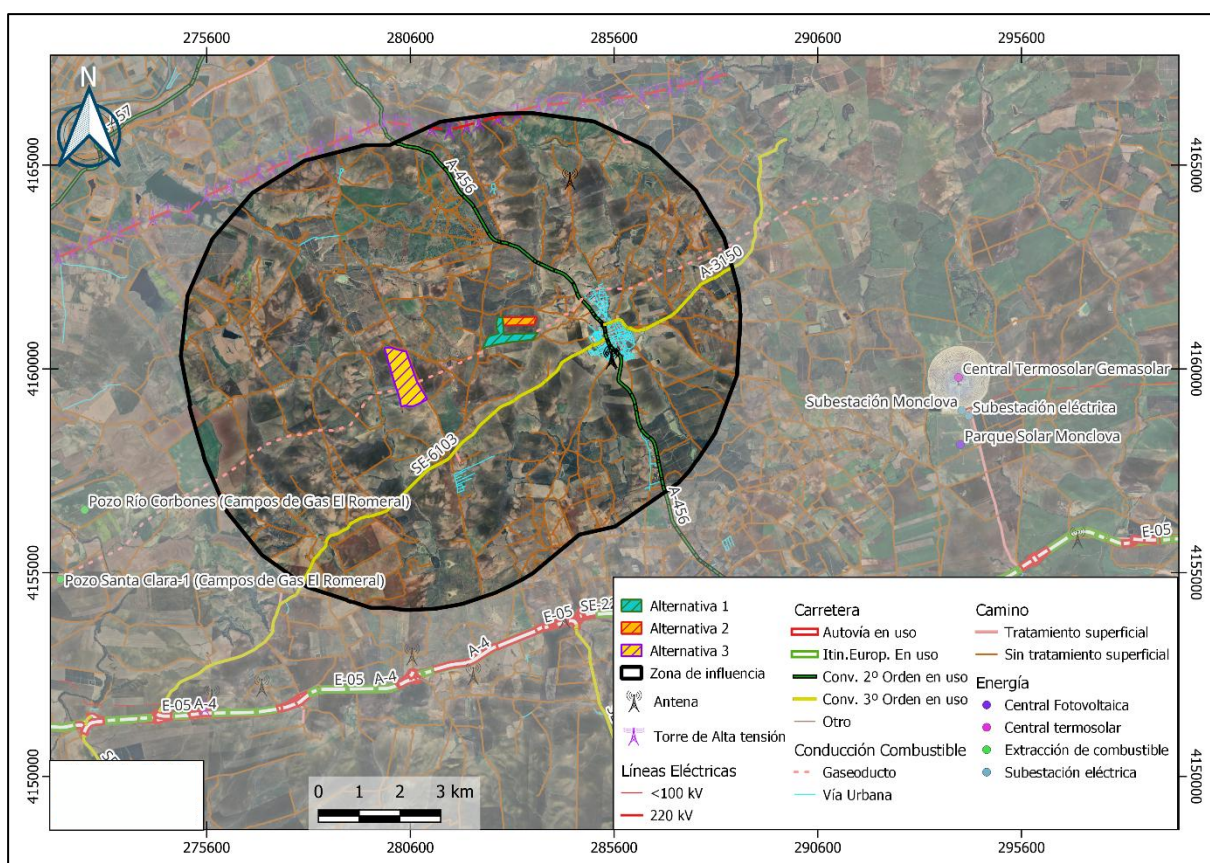 275600 280600 285600 290600 295600
N
A-456
4165000 4165000
A-3150
4160000 4160000
Central Termosolar Gemasolar
Subestación Monclova
Subestación eléctrica
Parque Solar Monclova
SE-6103
A-456
Pozo Río Corbones (Campos de Gas El Romeral)
E-05
4155000 4155000
Pozo Santa Clara-1 (Campos de Gas El Romeral)
E-05 SE-22
A-4
E-05 A-4
E-05 A-4
4150000 4150000
0 1 2 3 km
Alternativa 1
Alternativa 2
Alternativa 3
Zona de influencia
Antena
Torre de Alta tensión
Líneas Eléctricas
<100 kV
220 kV
Carretera
Autovía en uso
Itin.Europ. En uso
Conv. 2º Orden en uso
Conv. 3º Orden en uso
Otro
Conducción Combustible
Gaseoducto
Vía Urbana
Camino
Tratamiento superficial
Sin tratamiento superficial
Energía
Central Fotovoltaica
Central termosolar
Extracción de combustible
Subestación eléctrica
275600 280600 285600 290600 295600